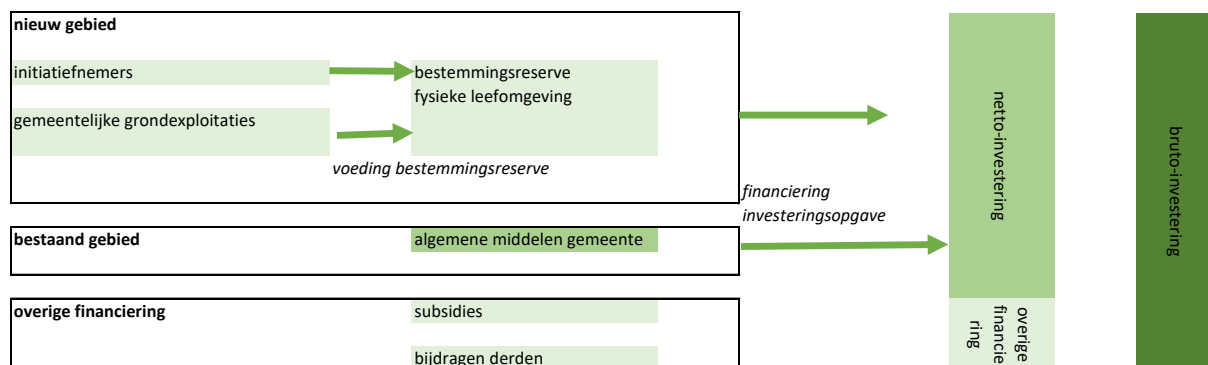 nieuw gebied
initiatiefnemers
bestemmingsreserve
fysieke leefomgeving
gemeentelijke grondexploitaties
voeding bestemmingsreserve
financiering
investeringsopgave
bestaand gebied
algemene middelen gemeente
overige financiering
subsidies
bijdragen derden
netto-investering
overige
financie
ring
bruto-investering